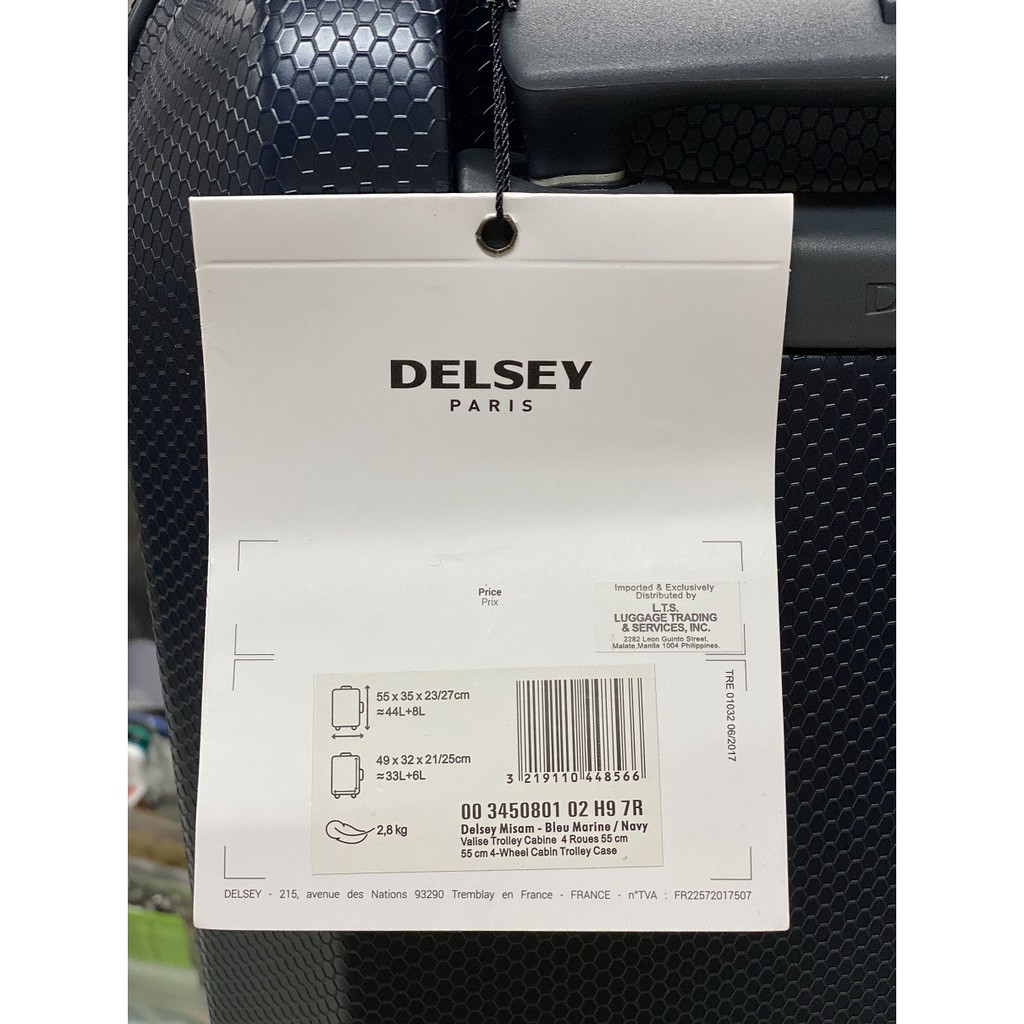 DELSEY
PARIS
Price
Prix
Imported & Exclusively
Distributed by
L.T.S.
LUGGAGE TRADING
& SERVICES, INC.
2282 Leon Guinto Street,
Malate,Manila 1004 Philippines.
TRE 01032 06/2017
55 x 35 x 23/27cm
≈44L+8L
49 x 32 x 21/25cm
≈33L+6L
2,8 kg
3 219110 448566
00 3450801 02 H9 7R
Delsey Misam - Bleu Marine / Navy
Valise Trolley Cabine 4 Roues 55 cm
55 cm 4-Wheel Cabin Trolley Case
DELSEY - 215, avenue des Nations 93290 Tremblay en France - FRANCE - n°TVA : FR22572017507